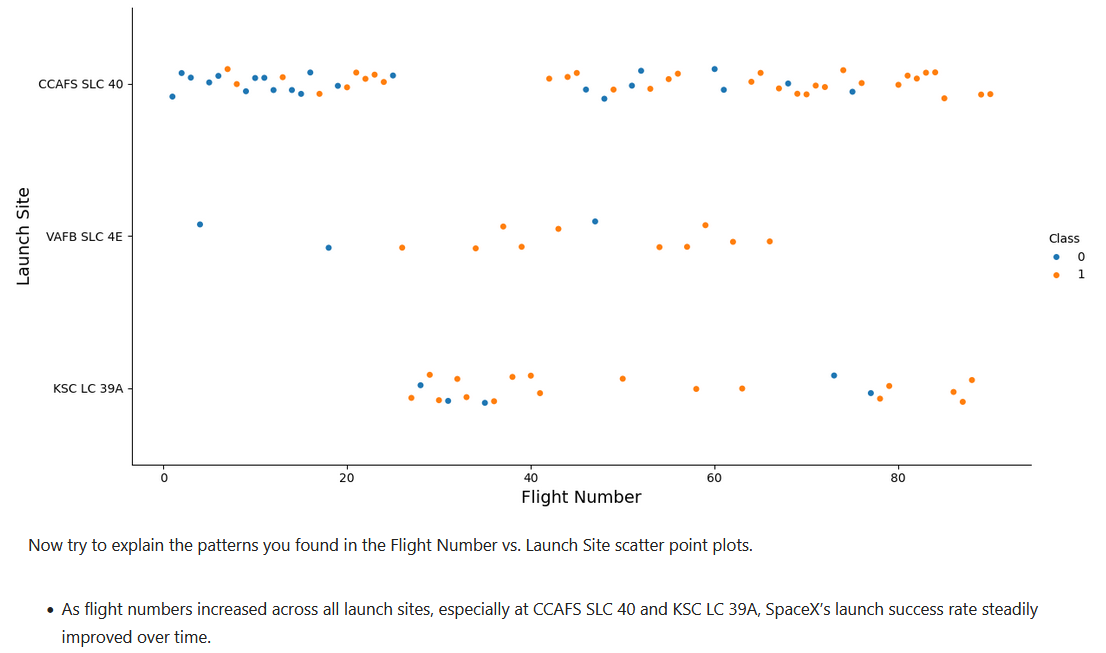 CCAFS SLC 40
VAFB SLC 4E
KSC LC 39A
Launch Site
0
20
40
60
80
Flight Number
Class
0
1
Now try to explain the patterns you found in the Flight Number vs. Launch Site scatter point plots.
As flight numbers increased across all launch sites, especially at CCAFS SLC 40 and KSC LC 39A, SpaceX’s launch success rate steadily
improved over time.